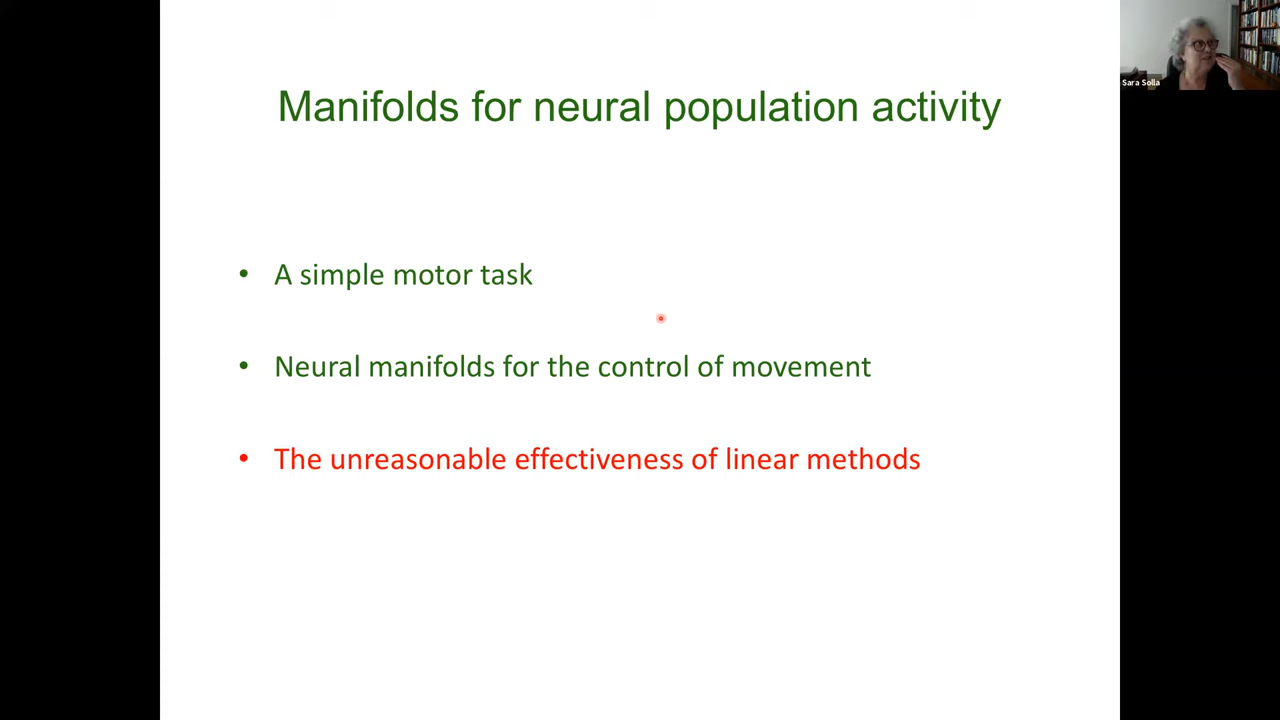 Manifolds for neural population activity
Sara Solla
• A simple motor task
• Neural manifolds for the control of movement
• The unreasonable effectiveness of linear methods